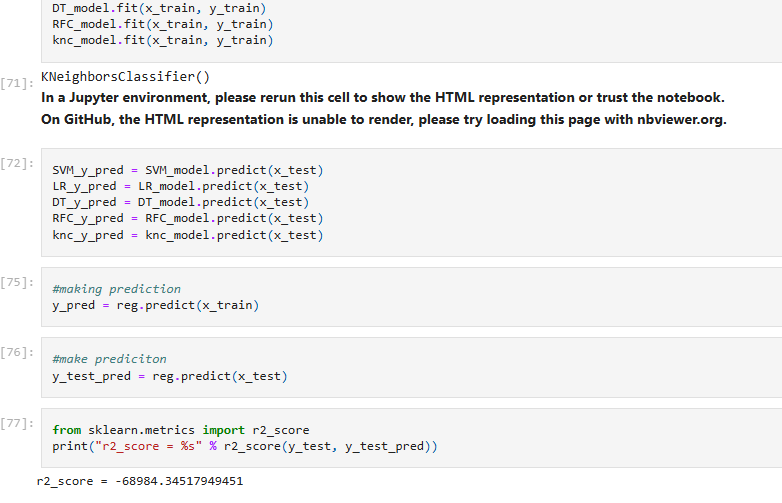 DT_model.fit(x_train, y_train)
RFC_model.fit(x_train, y_train)
knc_model.fit(x_train, y_train)
[71]: KNeighborsClassifier()
In a Jupyter environment, please rerun this cell to show the HTML representation or trust the notebook.
On GitHub, the HTML representation is unable to render, please try loading this page with nbviewer.org.
[72]:
SVM_y_pred = SVM_model.predict(x_test)
LR_y_pred = LR_model.predict(x_test)
DT_y_pred = DT_model.predict(x_test)
RFC_y_pred = RFC_model.predict(x_test)
knc_y_pred = knc_model.predict(x_test)
[75]:
#making prediction
y_pred = reg.predict(x_train)
[76]:
#make prediciton
y_test_pred = reg.predict(x_test)
[77]:
from sklearn.metrics import r2_score
print("r2_score = %s" % r2_score(y_test, y_test_pred))
r2_score = -68984.34517949451